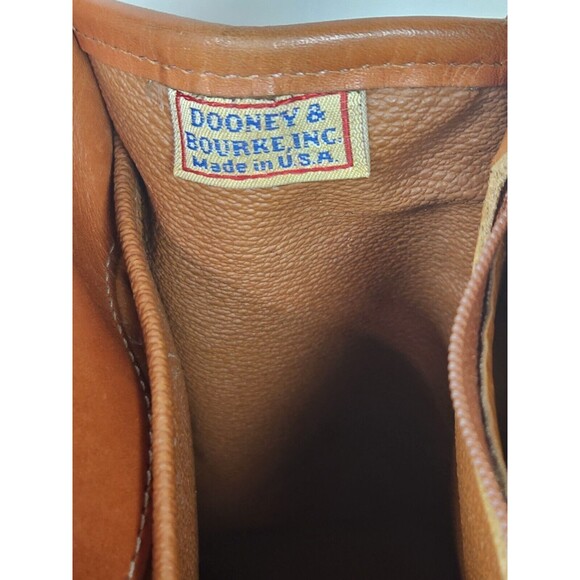 DOONEY &
BOURKE, INC.
Made in U.S.A.